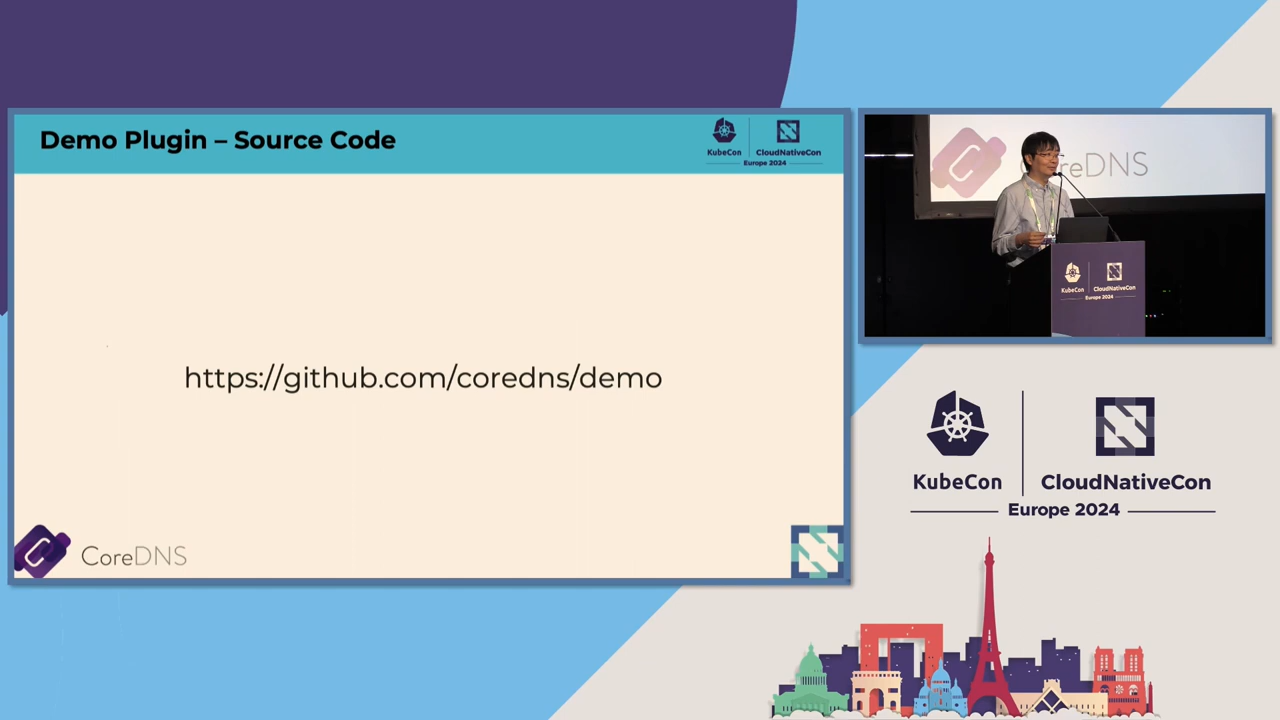 Demo Plugin – Source Code
KubeCon
CloudNativeCon
Europe 2024
https://github.com/coredns/demo
CoreDNS
reDNS
KubeCon
CloudNativeCon
Europe 2024
KubeCon
CloudNativeCon
Europe 2024